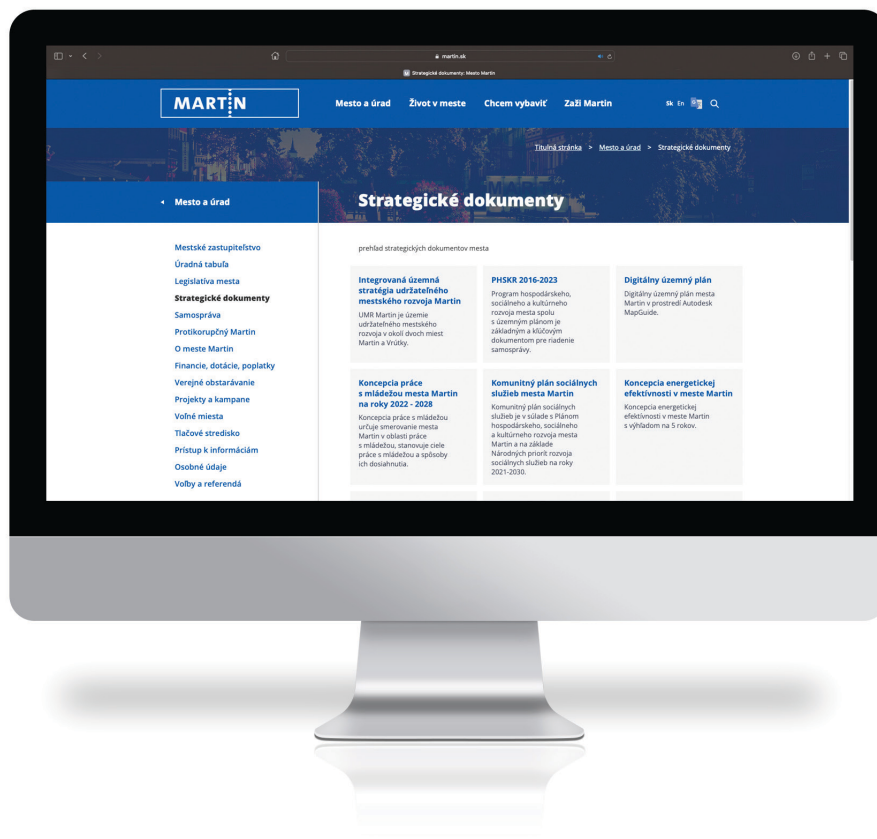 martin.sk
Strategické dokumenty: Mesto Martin
MARTIN
Mesto a úrad
Život v meste
Chcem vybaviť
Zaži Martin
Sk En
Titulná stránka > Mesto a úrad > Strategické dokumenty
Mesto a úrad
Strategické dokumenty
Mestské zastupiteľstvo
Úradná tabuľa
Legislatíva mesta
Strategické dokumenty
Samospráva
Protikorupčný Martin
O meste Martin
Financie, dotácie, poplatky
Verejné obstarávanie
Projekty a kampane
Voľné miesta
Tlačové stredisko
Prístup k informáciám
Osobné údaje
Voľby a referendá
prehľad strategických dokumentov mesta
Integrovaná územná
stratégia udržateľného
mestského rozvoja Martin
UMR Martin je územie
udržateľného mestského
rozvoja v okolí dvoch miest
Martin a Vrútky.
PHSKR 2016-2023
Program hospodárskeho,
sociálneho a kultúrneho
rozvoja mesta spolu
s územným plánom je
základným a kľúčovým
dokumentom pre riadenie
samosprávy.
Digitálny územný plán
Digitálny územný plán mesta
Martin v prostredí Autodesk
MapGuide.
Koncepcia práce
s mládežou mesta Martin
na roky 2022 - 2028
Koncepcia práce s mládežou
určuje smerovanie mesta
Martin v oblasti práce
s mládežou, stanovuje ciele
práce s mládežou a spôsoby
ich dosiahnutia.
Komunitný plán sociálnych
služieb mesta Martin
Komunitný plán sociálnych
služieb je v súlade s Plánom
hospodárskeho, sociálneho
a kultúrneho rozvoja mesta
Martin a na základe
Národných priorít rozvoja
sociálnych služieb na roky
2021-2030.
Koncepcia energetickej
efektívnosti v meste Martin
Koncepcia energetickej
efektívnosti v meste Martin
s výhľadom na 5 rokov.